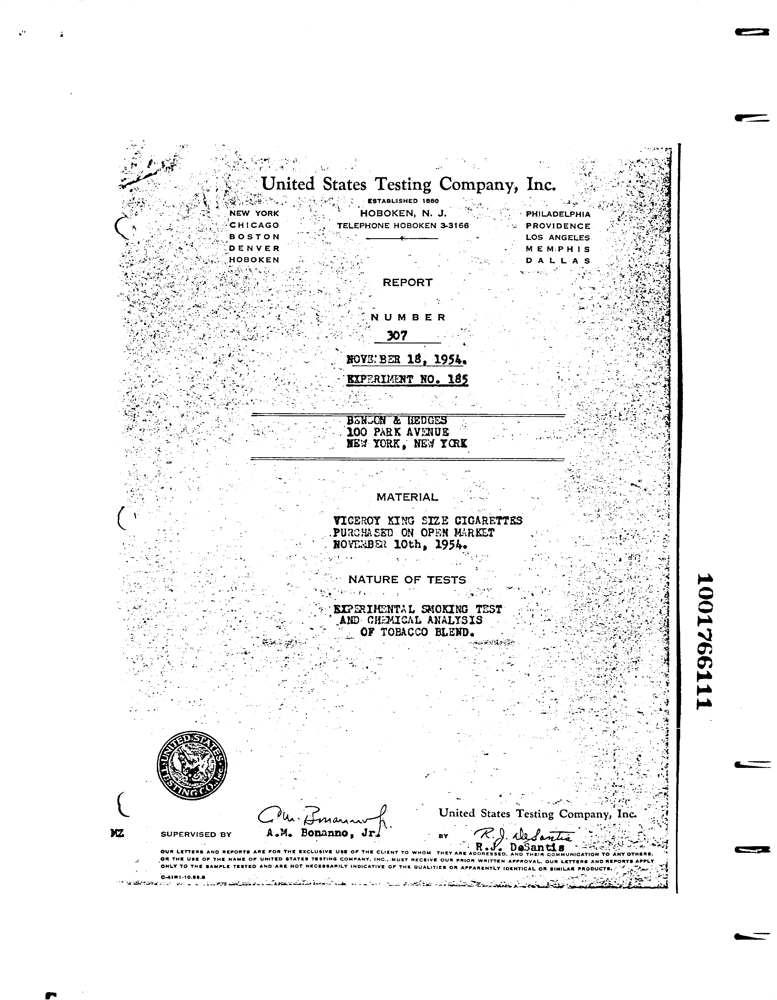 United States Testing Company, Inc.
ESTABLISHED 1880
HOBOKEN, N. J.
TELEPHONE HOBOKEN 3-3166
NEW YORK
CHICAGO
BOSTON
DENVER
HOBOKEN
PHILADELPHIA
PROVIDENCE
LOS ANGELES
MEMPHIS
DALLAS
REPORT
NUMBER
307
NOVEMBER 18, 1954.
EXPERIMENT NO. 185
BENSON & HEDGES
100 PARK AVENUE
NEW YORK, NEW YORK
MATERIAL
VICEROY KING SIZE CIGARETTES
PURCHASED ON OPEN MARKET
NOVEMBER 10th, 1954.
NATURE OF TESTS
EXPERIMENTAL SMOKING TEST
AND CHEMICAL ANALYSIS
OF TOBACCO BLEND.
1001766111
UNITED STATES
TESTING CO. INC.
United States Testing Company, Inc.
MZ
SUPERVISED BY
A.M. Bonanno, Jr.
BY
R.J. DeSantis
R.J. DeSantis
OUR LETTERS AND REPORTS ARE FOR THE EXCLUSIVE USE OF THE CLIENT TO WHOM THEY ARE ADDRESSED, AND THEIR COMMUNICATION TO ANY OTHERS,
OR THE USE OF THE NAME OF UNITED STATES TESTING COMPANY, INC., MUST RECEIVE OUR PRIOR WRITTEN APPROVAL. OUR LETTERS AND REPORTS APPLY
ONLY TO THE SAMPLE TESTED AND ARE NOT NECESSARILY INDICATIVE OF THE QUALITIES OR APPARENTLY IDENTICAL OR SIMILAR PRODUCTS.